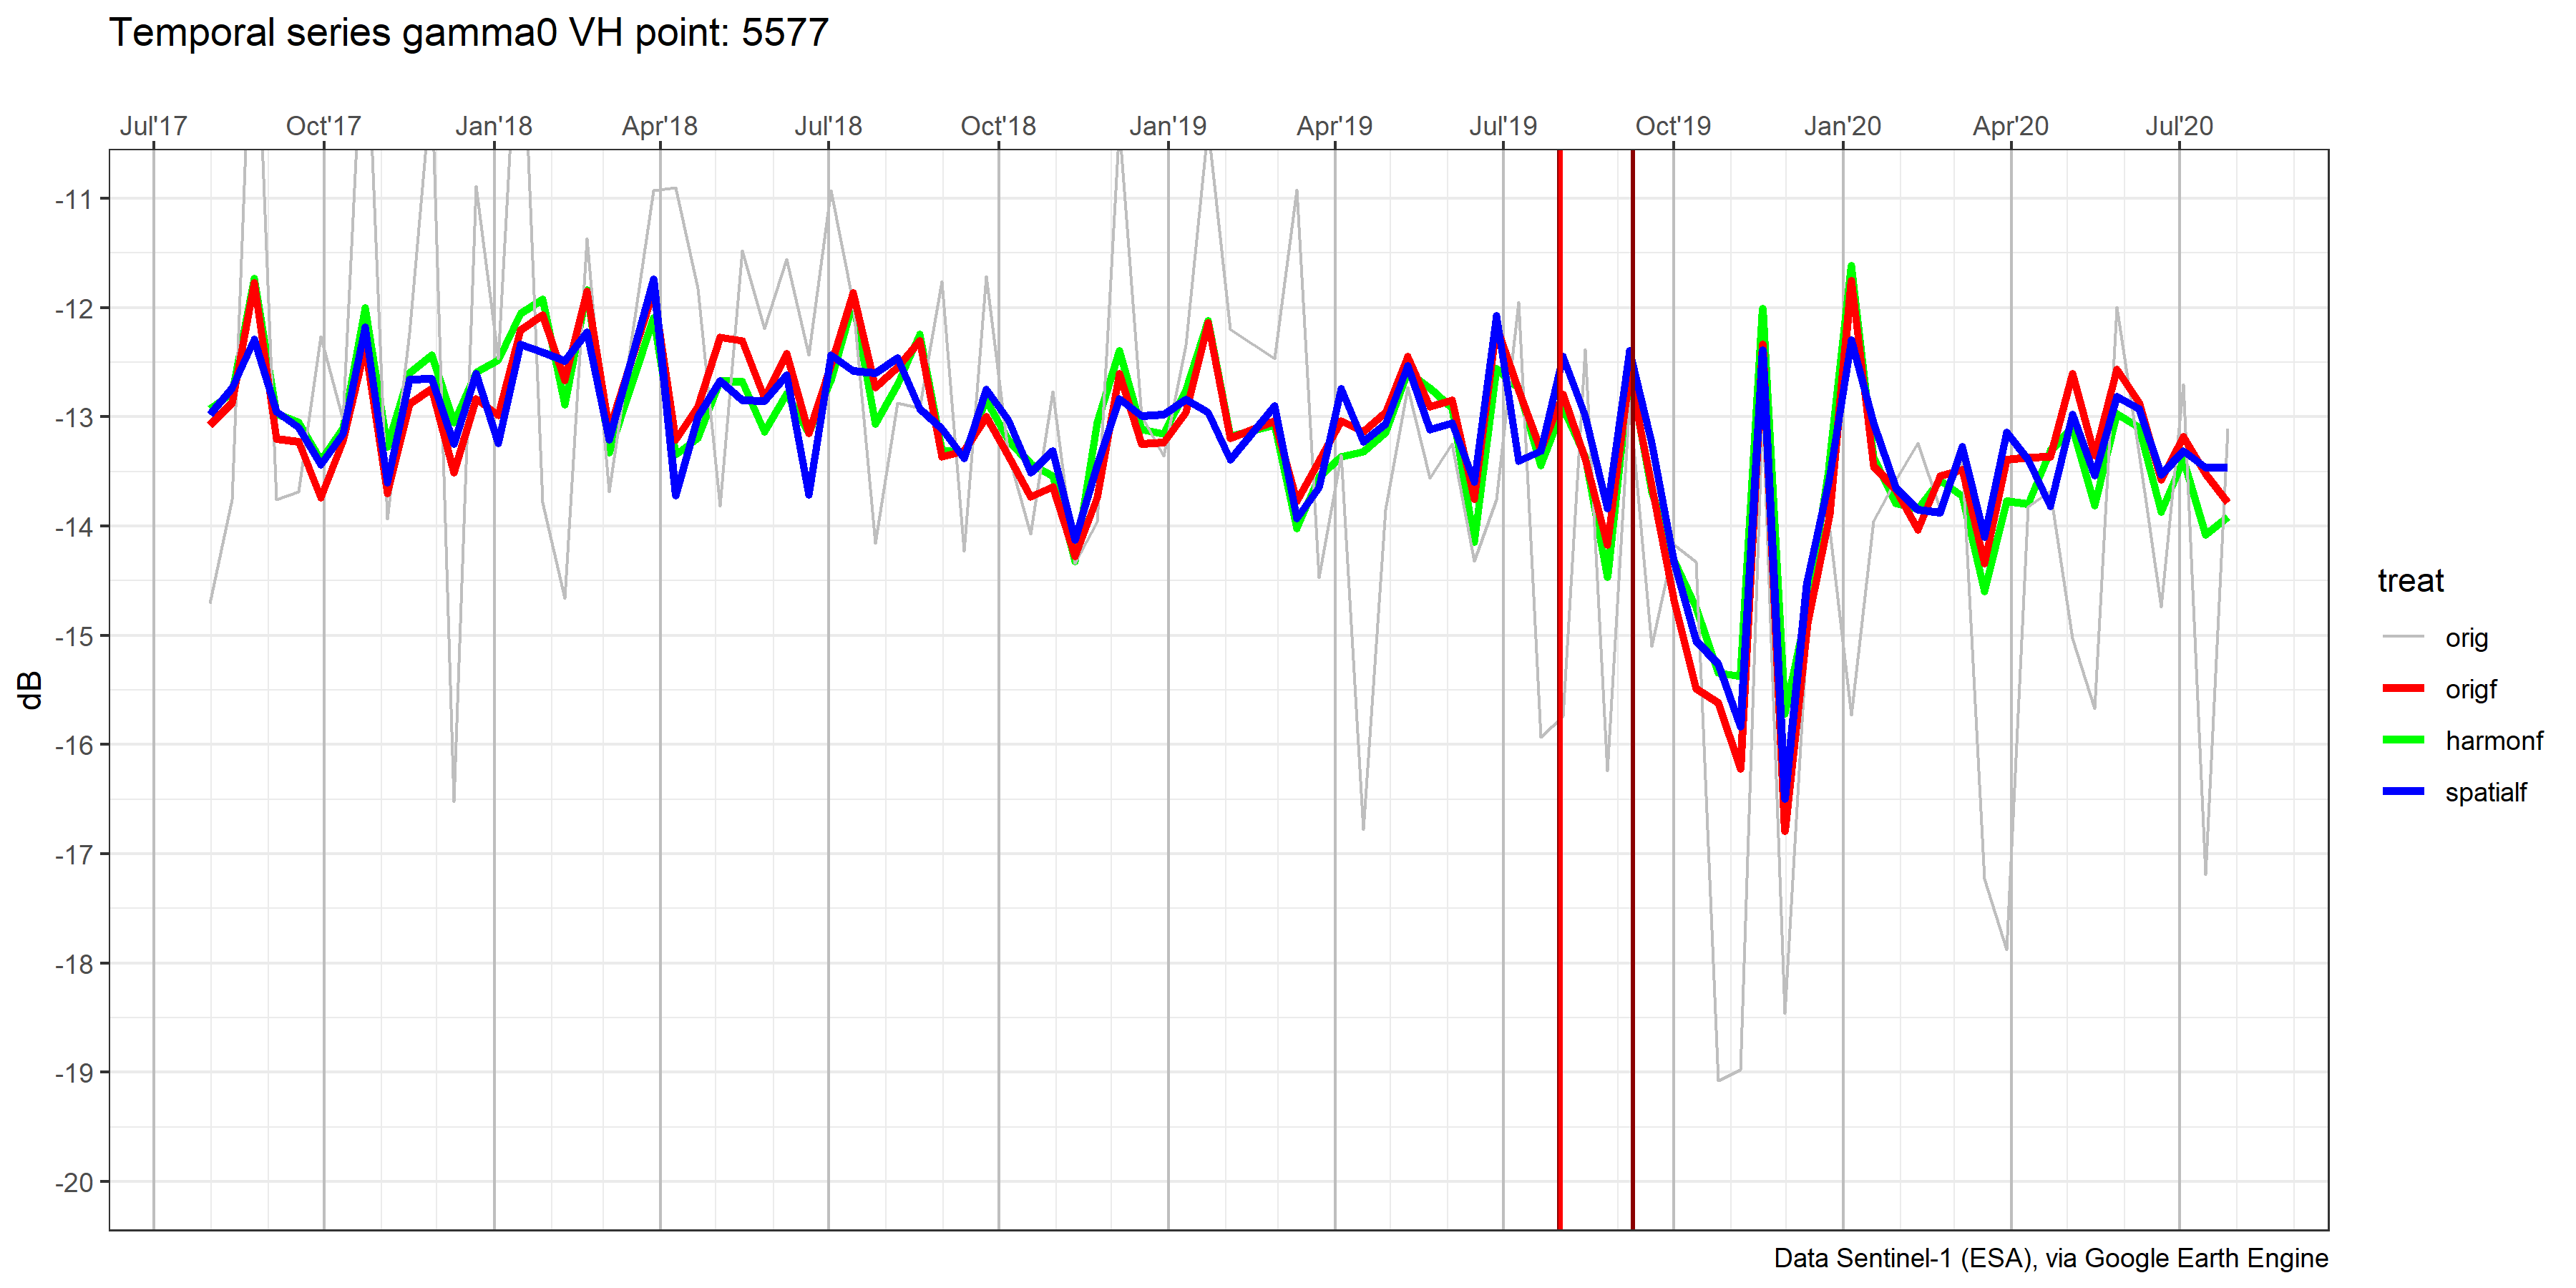 Temporal series gamma0 VH point: 5577
Jul'17 Oct'17 Jan'18 Apr'18 Jul'18 Oct'18 Jan'19 Apr'19 Jul'19 Oct'19 Jan'20 Apr'20 Jul'20
-11
-12
-13
-14
-15
-16
-17
-18
-19
-20
dB
treat
orig
origf
harmonf
spatialf
Data Sentinel-1 (ESA), via Google Earth Engine